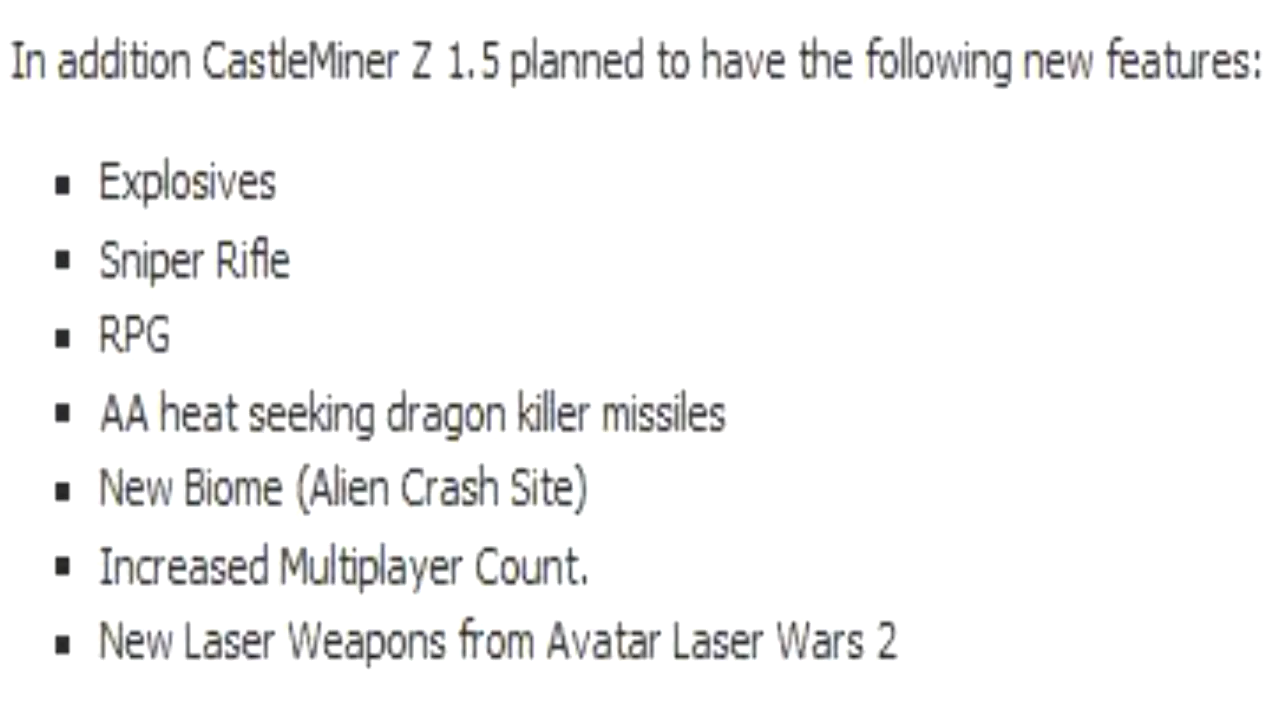 In addition CastleMiner Z 1.5 planned to have the following new features:
▪ Explosives
▪ Sniper Rifle
▪ RPG
▪ AA heat seeking dragon killer missiles
▪ New Biome (Alien Crash Site)
▪ Increased Multiplayer Count.
▪ New Laser Weapons from Avatar Laser Wars 2